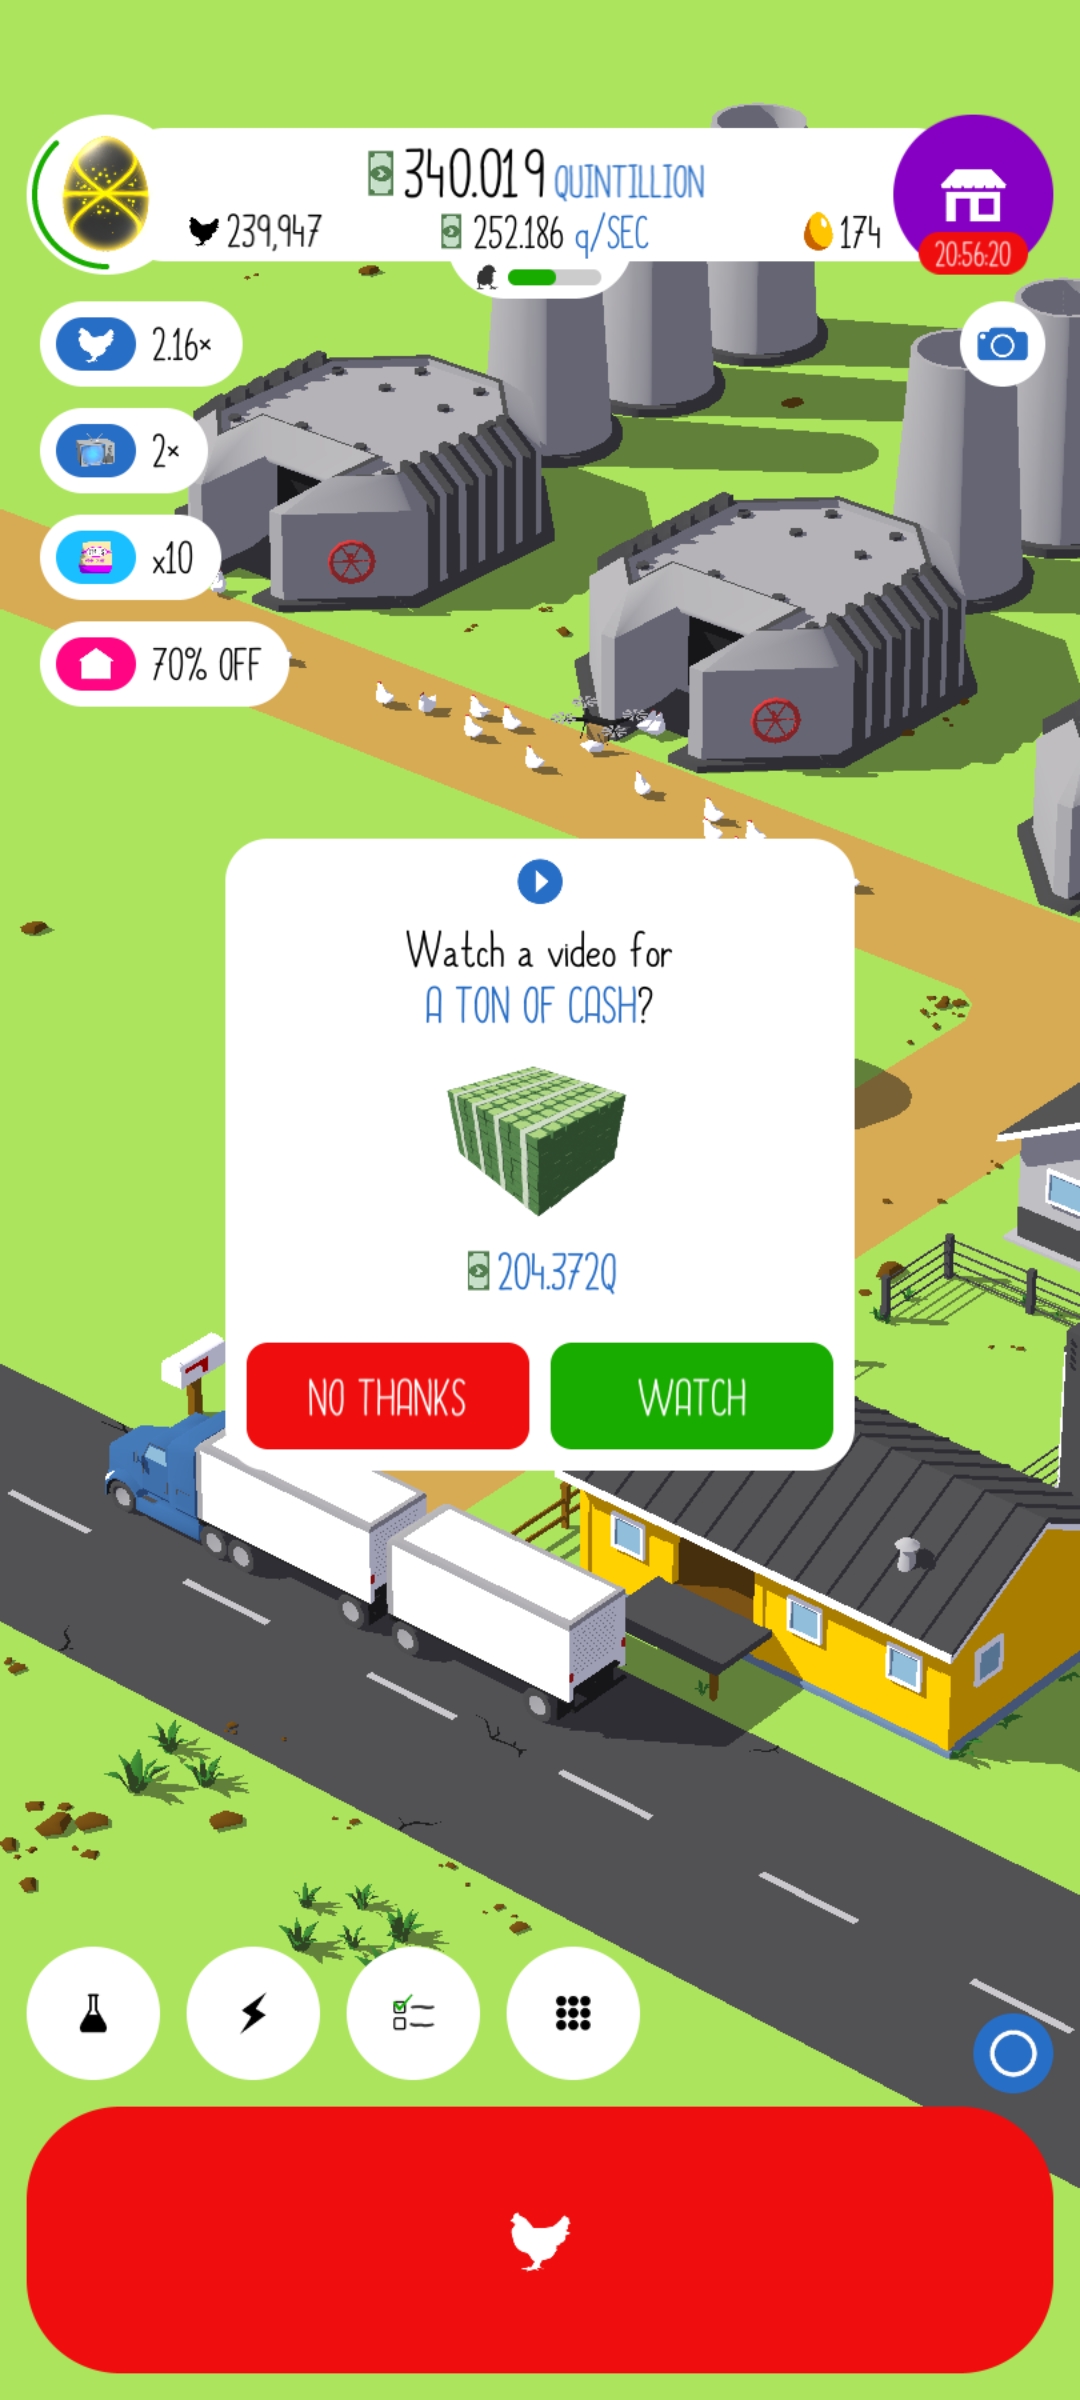 340.019 QUINTILLION
239,947
252.186 q/SEC
174
20:56:20
2.16×
2×
x10
70% OFF
Watch a video for
A TON OF CASH?
204.372Q
NO THANKS
WATCH